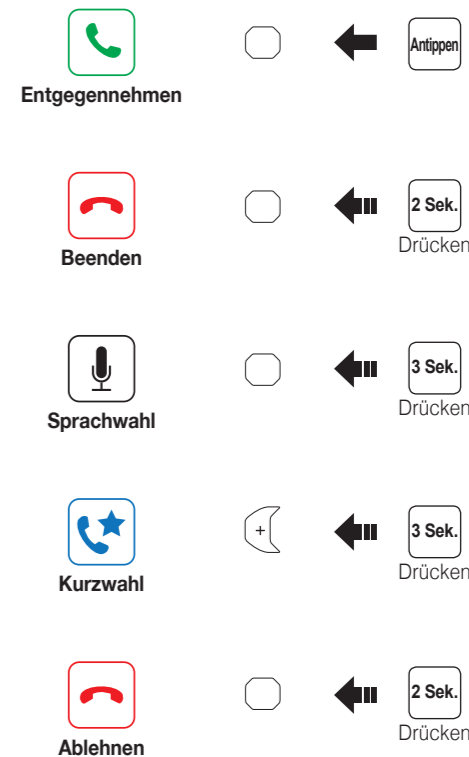 Antippen
Entgegennehmen
2 Sek.
Drücken
Beenden
3 Sek.
Drücken
Sprachwahl
+
3 Sek.
Drücken
Kurzwahl
2 Sek.
Drücken
Ablehnen